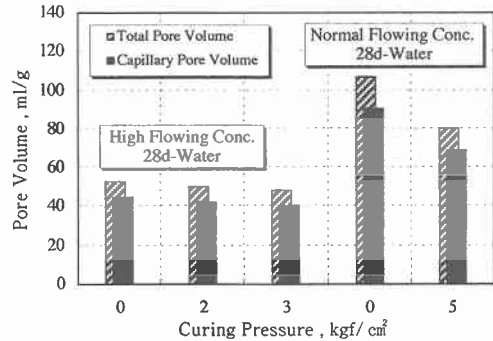 Pore Volume , ml/g
140
120
100
80
60
40
20
0
Total Pore Volume
Capillary Pore Volume
Normal Flowing Conc.
28d-Water
High Flowing Conc.
28d-Water
0 2 3 0 5
Curing Pressure , kgf/㎠